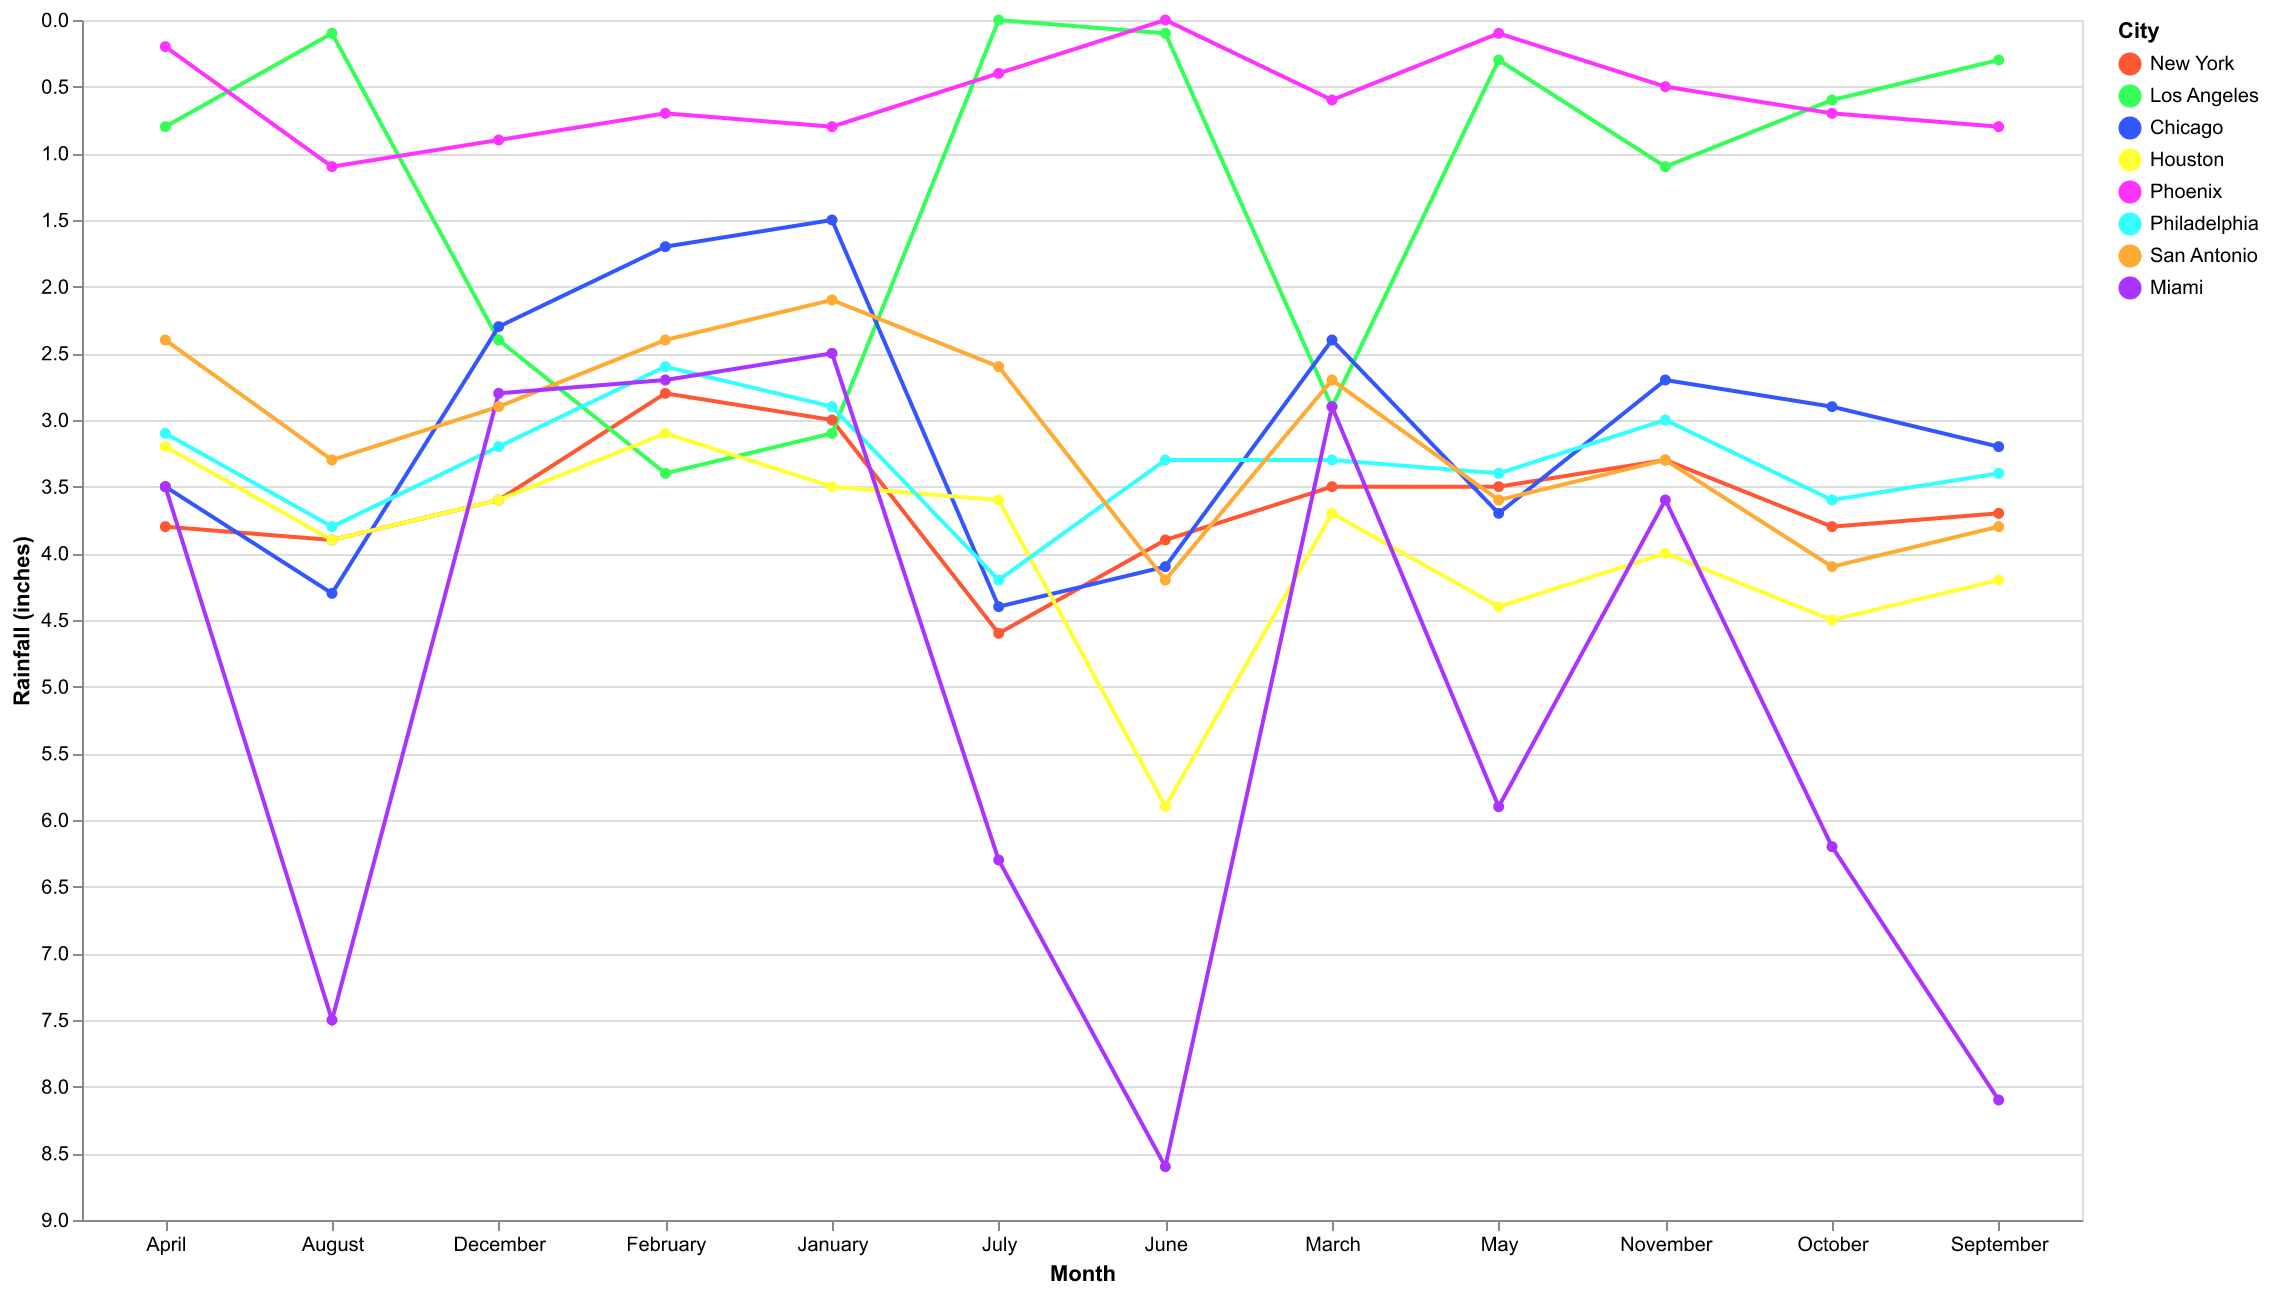 0.0
0.5
1.0
1.5
2.0
2.5
3.0
3.5
4.0
4.5
5.0
5.5
6.0
6.5
7.0
7.5
8.0
8.5
9.0
Rainfall (inches)
April August December February January July June March May November October September
Month
City
New York
Los Angeles
Chicago
Houston
Phoenix
Philadelphia
San Antonio
Miami